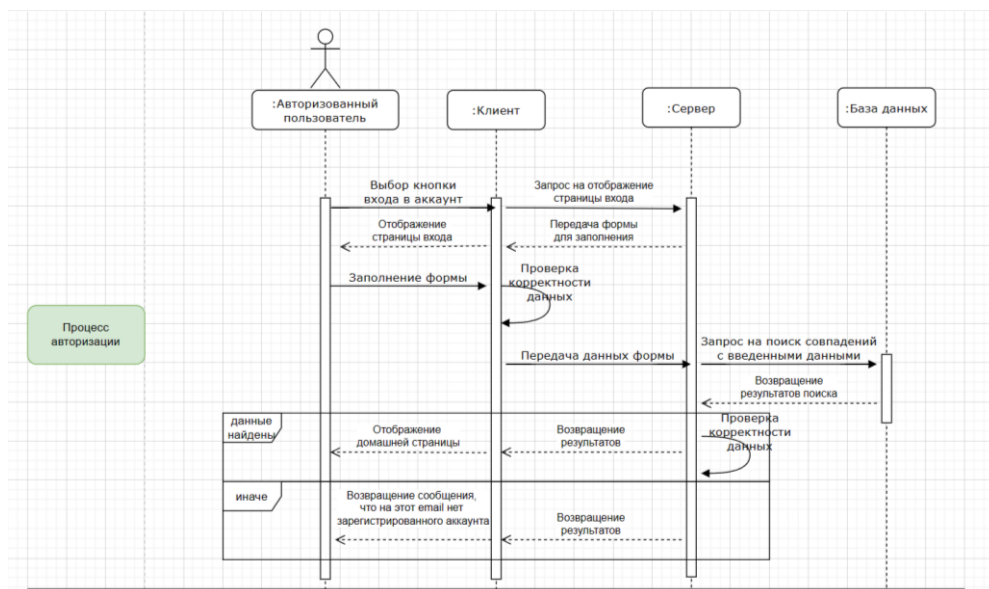 :Авторизованный
пользователь
:Клиент
:Сервер
:База данных
Выбор кнопки
входа в аккаунт
Запрос на отображение
страницы входа
Отображение
страницы входа
Передача формы
для заполнения
Заполнение формы
Проверка
корректности
данных
Процесс
авторизации
Передача данных формы
Запрос на поиск совпадений
с введенными данными
Возвращение
результатов поиска
данные
найдены
Отображение
домашней страницы
Возвращение
результатов
Проверка
корректности
данных
иначе
Возвращение сообщения,
что на этот email нет
зарегистрированного аккаунта
Возвращение
результатов